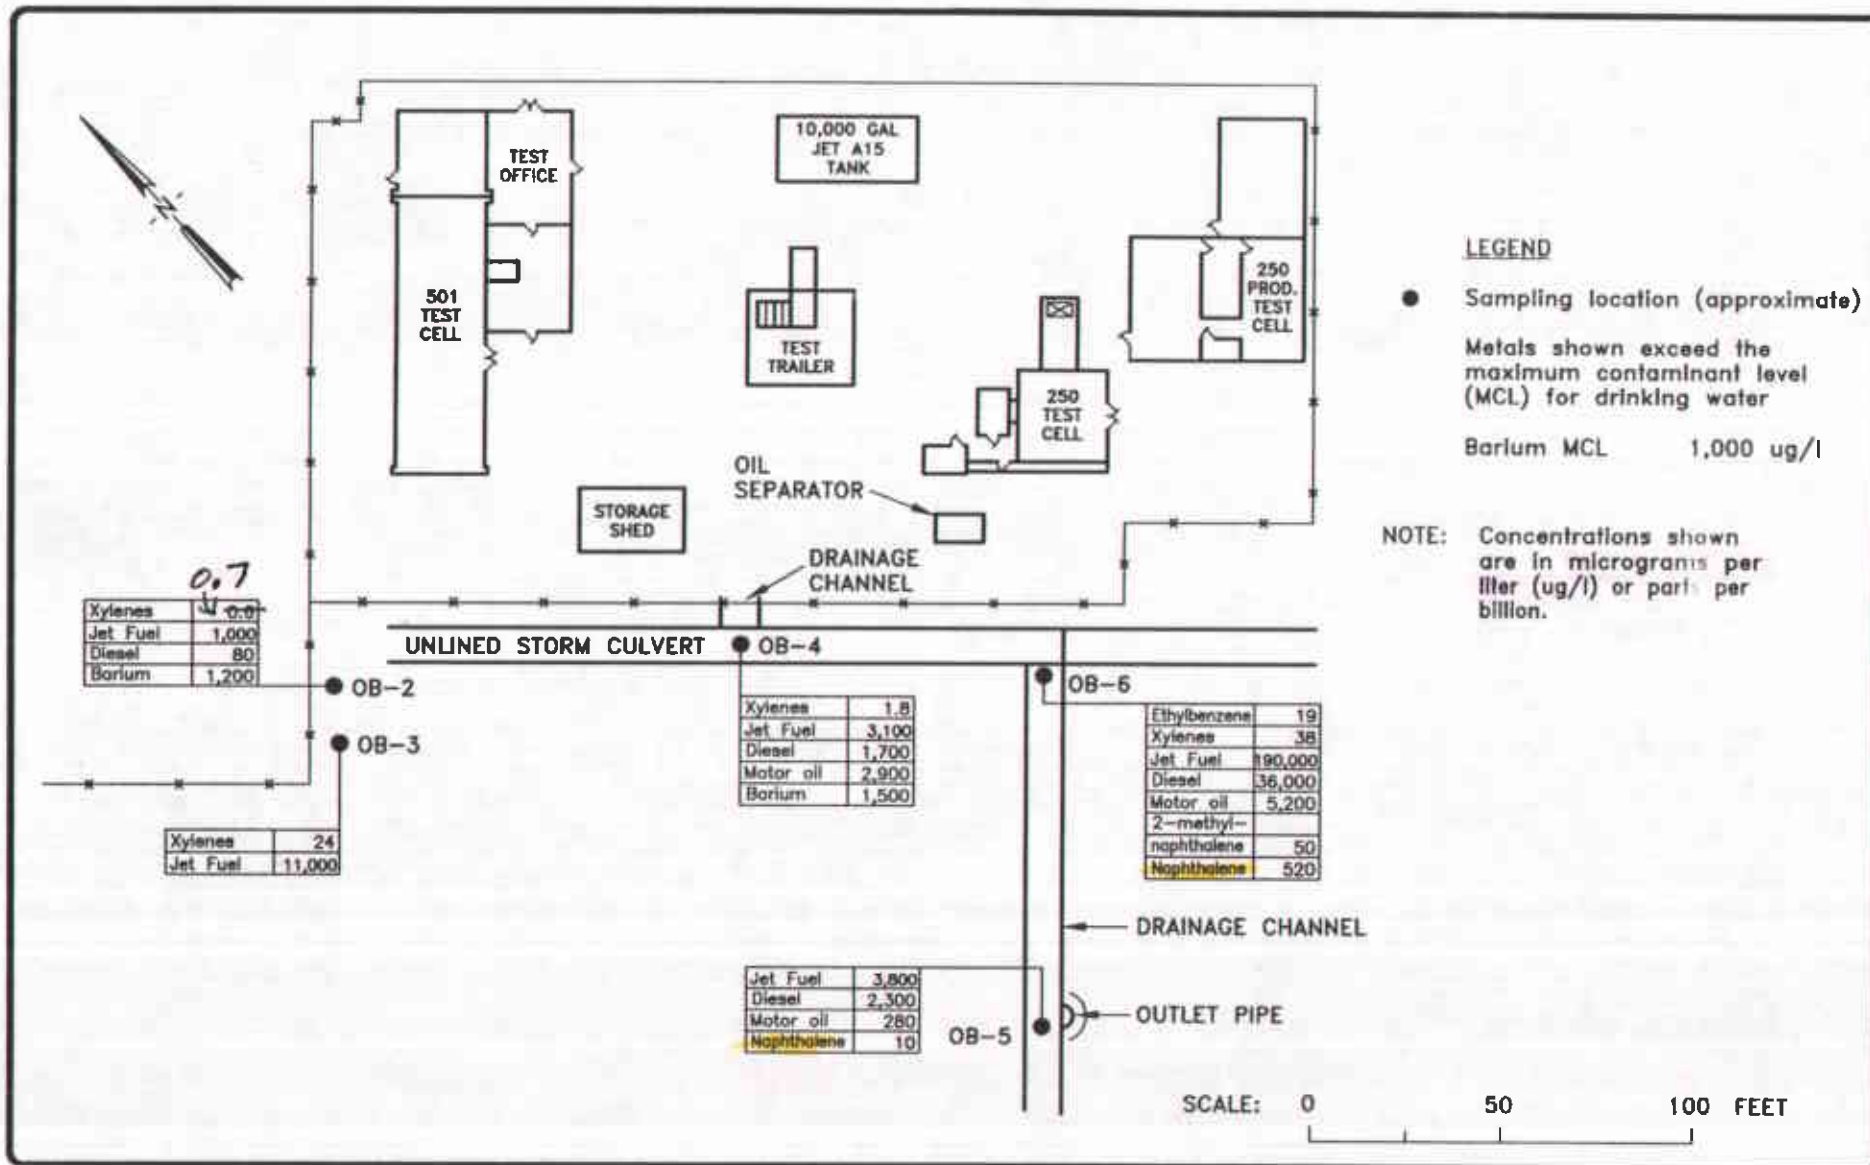 TEST
OFFICE
10,000 GAL
JET A15
TANK
N
501
TEST
CELL
TEST
TRAILER
250
PROD.
TEST
CELL
250
TEST
CELL
OIL
SEPARATOR
STORAGE
SHED
DRAINAGE
CHANNEL
LEGEND
Sampling location (approximate)
Metals shown exceed the
maximum contaminant level
(MCL) for drinking water
Barium MCL 1,000 ug/l
NOTE: Concentrations shown
are in micrograms per
liter (ug/l) or parts per
billion.
0.7
Xylenes
Jet Fuel 1,000
Diesel 80
Barium 1,200
UNLINED STORM CULVERT
OB-4
OB-2
OB-3
OB-6
Xylenes 24
Jet Fuel 11,000
Xylenes 1.8
Jet Fuel 3,100
Diesel 1,700
Motor oil 2,900
Barium 1,500
Ethylbenzene 19
Xylenes 38
Jet Fuel 190,000
Diesel 36,000
Motor oil 5,200
2-methyl-
naphthalene 50
Naphthalene 520
DRAINAGE CHANNEL
Jet Fuel 3,800
Diesel 2,300
Motor oil 280
Naphthalene 10
OB-5
OUTLET PIPE
SCALE: 0 50 100 FEET